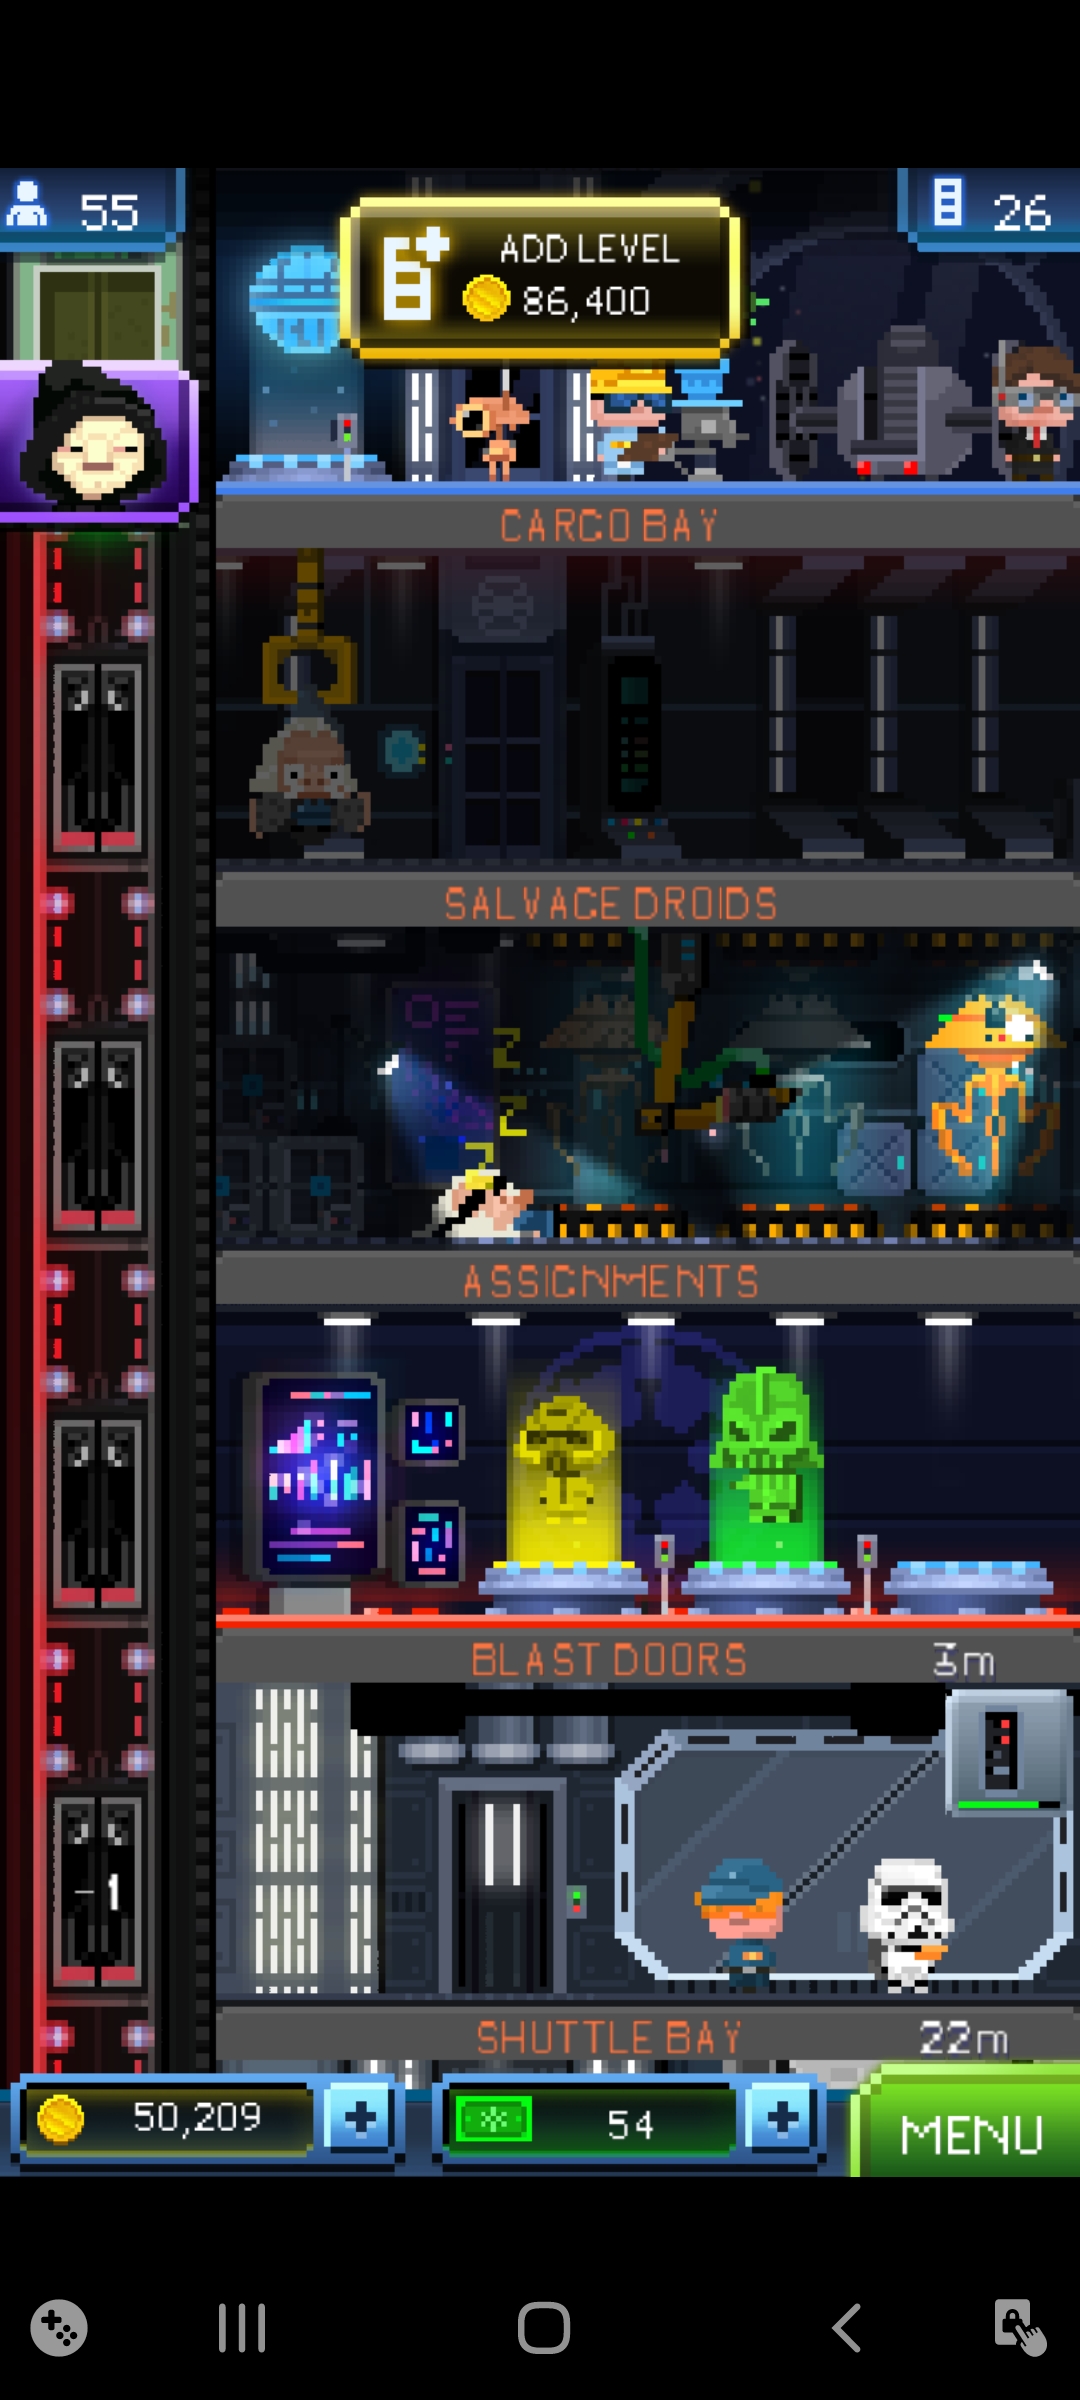 55
ADD LEVEL
86,400
26
CARGO BAY
SALVAGE DROIDS
ASSIGNMENTS
BLAST DOORS 3m
-1
SHUTTLE BAY 22m
50,209
54
MENU